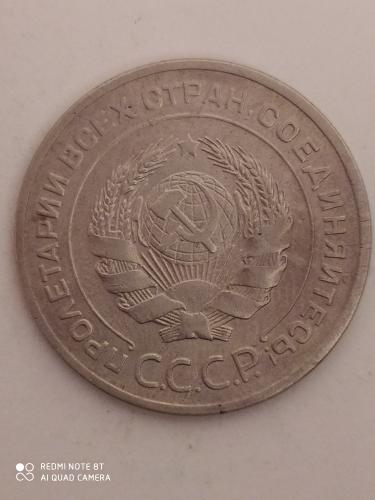 ПРОЛЕТАРИИ ВСЕХ СТРАН, СОЕДИНЯЙТЕСЬ!
С.С.С.Р.
REDMI NOTE 8T
AI QUAD CAMERA